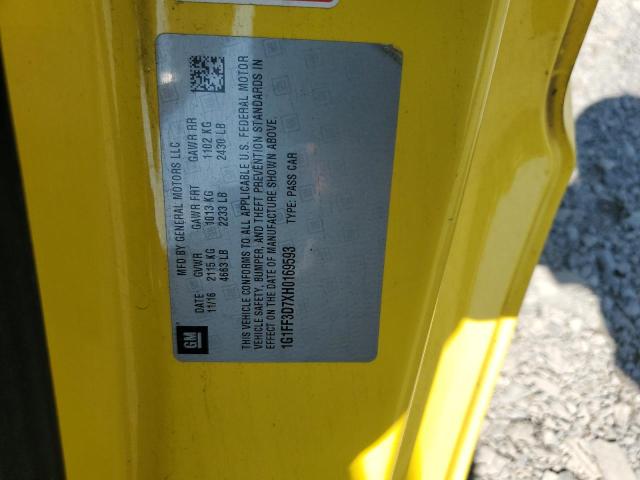 MFD BY GENERAL MOTORS LLC
DATE GVWR GAWR FRT GAWR RR
11/16 2115 KG 1013 KG 1102 KG
4663 LB 2233 LB 2430 LB
GM
THIS VEHICLE CONFORMS TO ALL APPLICABLE U.S. FEDERAL MOTOR
VEHICLE SAFETY, BUMPER, AND THEFT PREVENTION STANDARDS IN
EFFECT ON THE DATE OF MANUFACTURE SHOWN ABOVE.
1G1FF3D7XH0169593 TYPE: PASS CAR